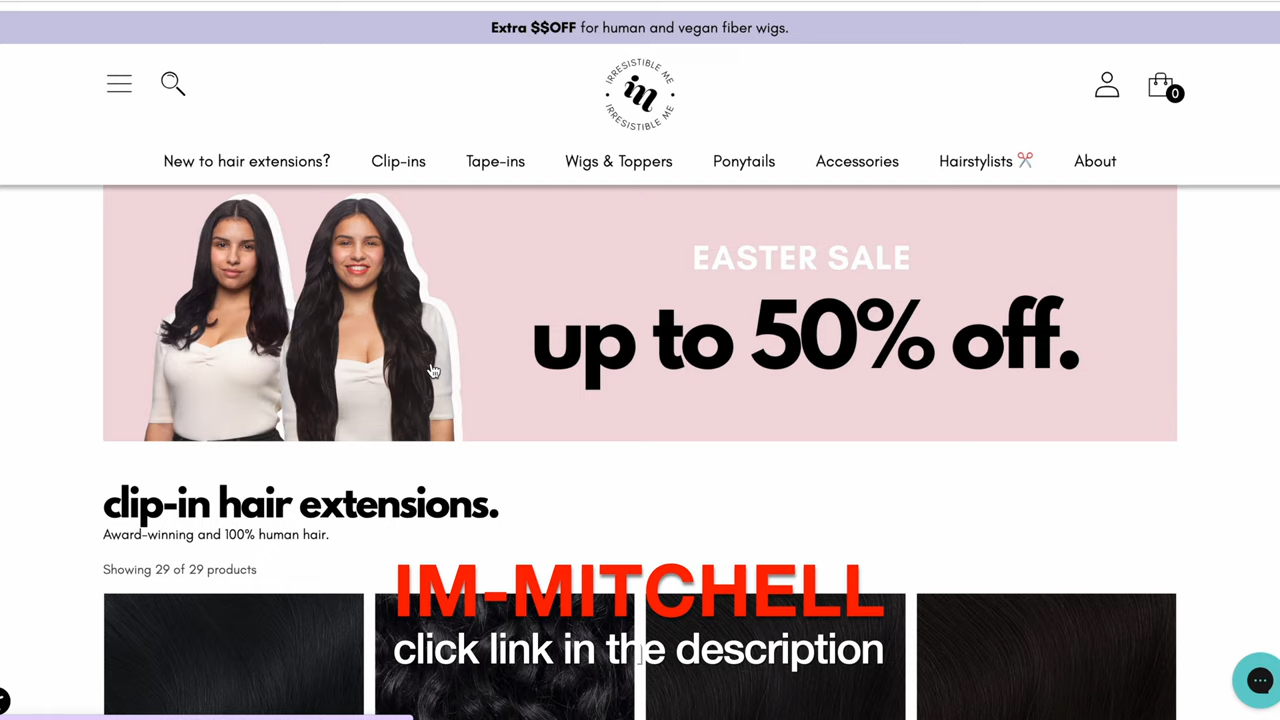 Extra $$OFF for human and vegan fiber wigs.
IRRESISTIBLE ME
im
IRRESISTIBLE ME
0
New to hair extensions? Clip-ins Tape-ins Wigs & Toppers Ponytails Accessories Hairstylists About
EASTER SALE
up to 50% off.
clip-in hair extensions.
Award-winning and 100% human hair.
Showing 29 of 29 products
IM-MITCHELL
click link in the description